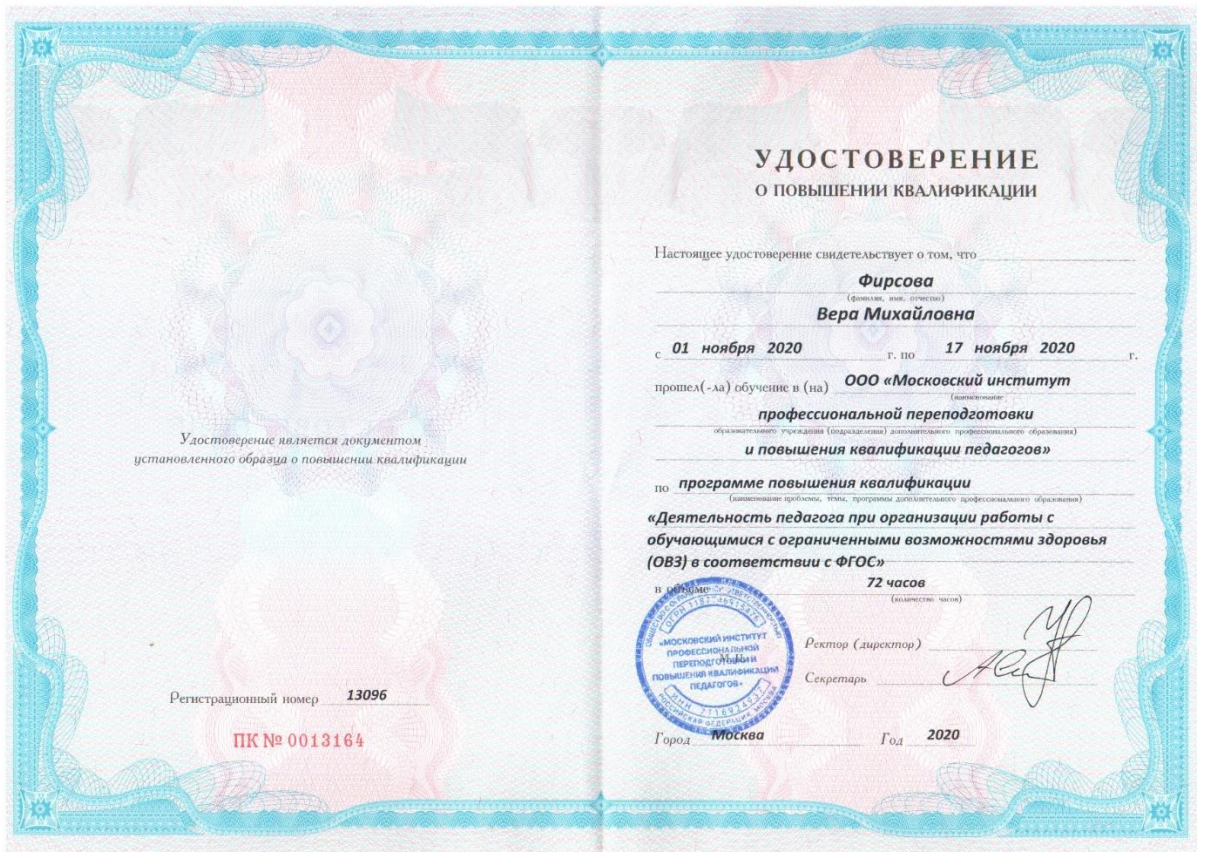 Удостоверение является документом
установленного образца о повышении квалификации
Регистрационный номер 13096
ПК № 0013164
УДОСТОВЕРЕНИЕ
О ПОВЫШЕНИИ КВАЛИФИКАЦИИ
Настоящее удостоверение свидетельствует о том, что
Фирсова
(фамилия, имя, отчество)
Вера Михайловна
с 01 ноября 2020 г. по 17 ноября 2020 г.
прошел(-ла) обучение в (на) ООО «Московский институт
(наименование
профессиональной переподготовки
образовательного учреждения (подразделения) дополнительного профессионального образования)
и повышения квалификации педагогов»
по программе повышения квалификации
(наименование проблемы, темы, программы дополнительного профессионального образования)
«Деятельность педагога при организации работы с
обучающимися с ограниченными возможностями здоровья
(ОВЗ) в соответствии с ФГОС»
в объеме 72 часов
(количество часов)
«МОСКОВСКИЙ ИНСТИТУТ
ПРОФЕССИОНАЛЬНОЙ
ПЕРЕПОДГОТОВКИ И
ПОВЫШЕНИЯ КВАЛИФИКАЦИИ
ПЕДАГОГОВ»
М.П.
РОССИЙСКАЯ ФЕДЕРАЦИЯ МОСКВА
Ректор (директор)
Секретарь
Город Москва Год 2020